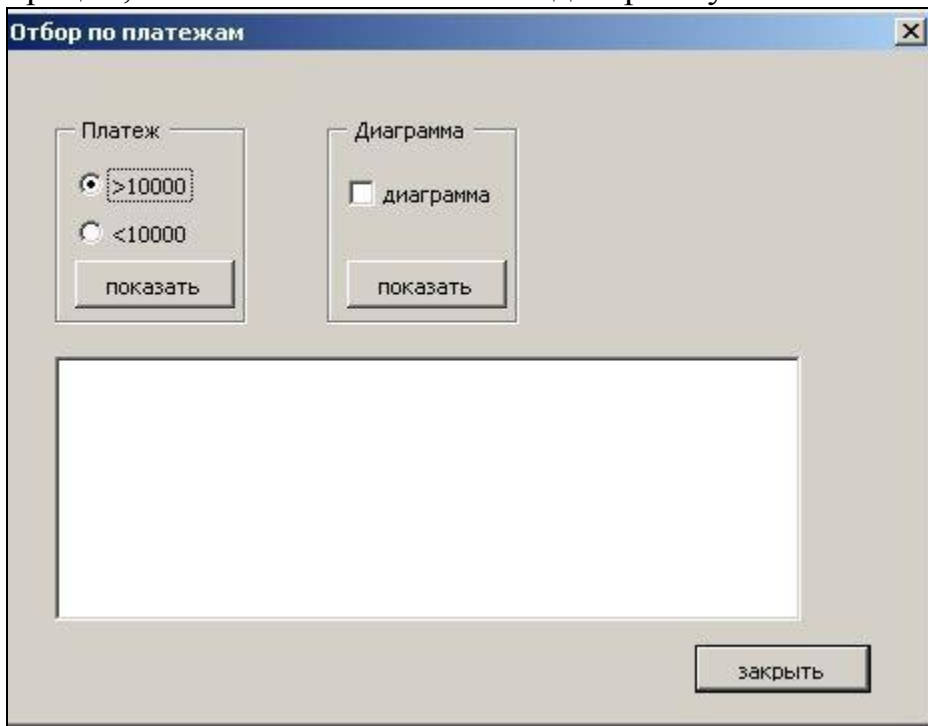 Отбор по платежам
Платеж
>10000
<10000
показать
Диаграмма
диаграмма
показать
закрыть